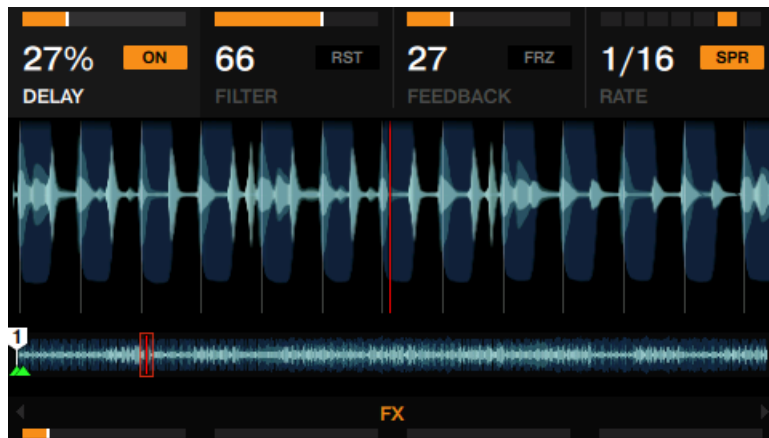 27% ON 66 RST 27 FRZ 1/16 SPR
DELAY FILTER FEEDBACK RATE
1
FX